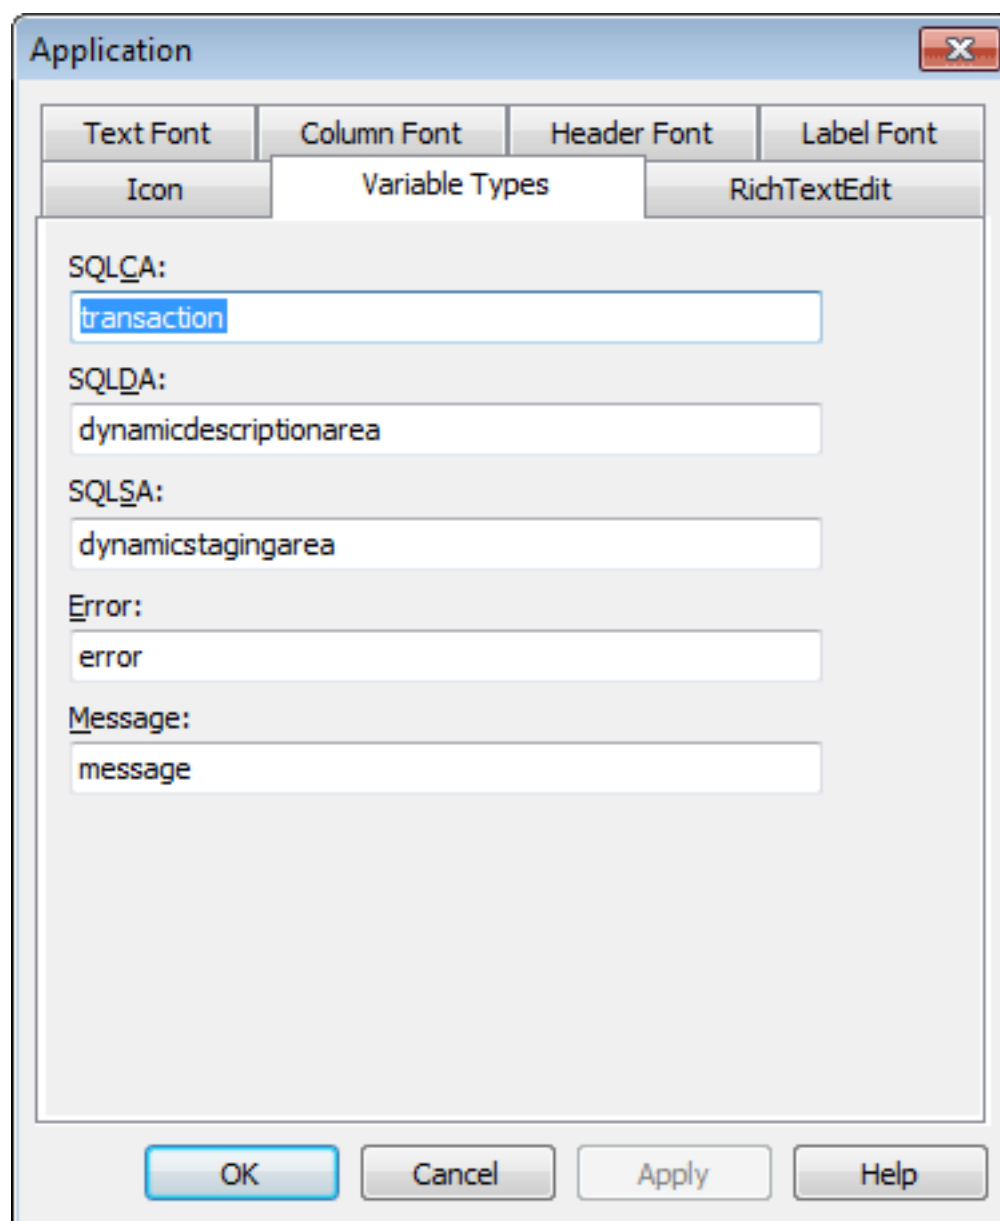 Application
Text Font Column Font Header Font Label Font
Icon Variable Types RichTextEdit
SQLCA:
transaction
SQLDA:
dynamicdescriptionarea
SQLSA:
dynamicstagingarea
Error:
error
Message:
message
OK Cancel Apply Help